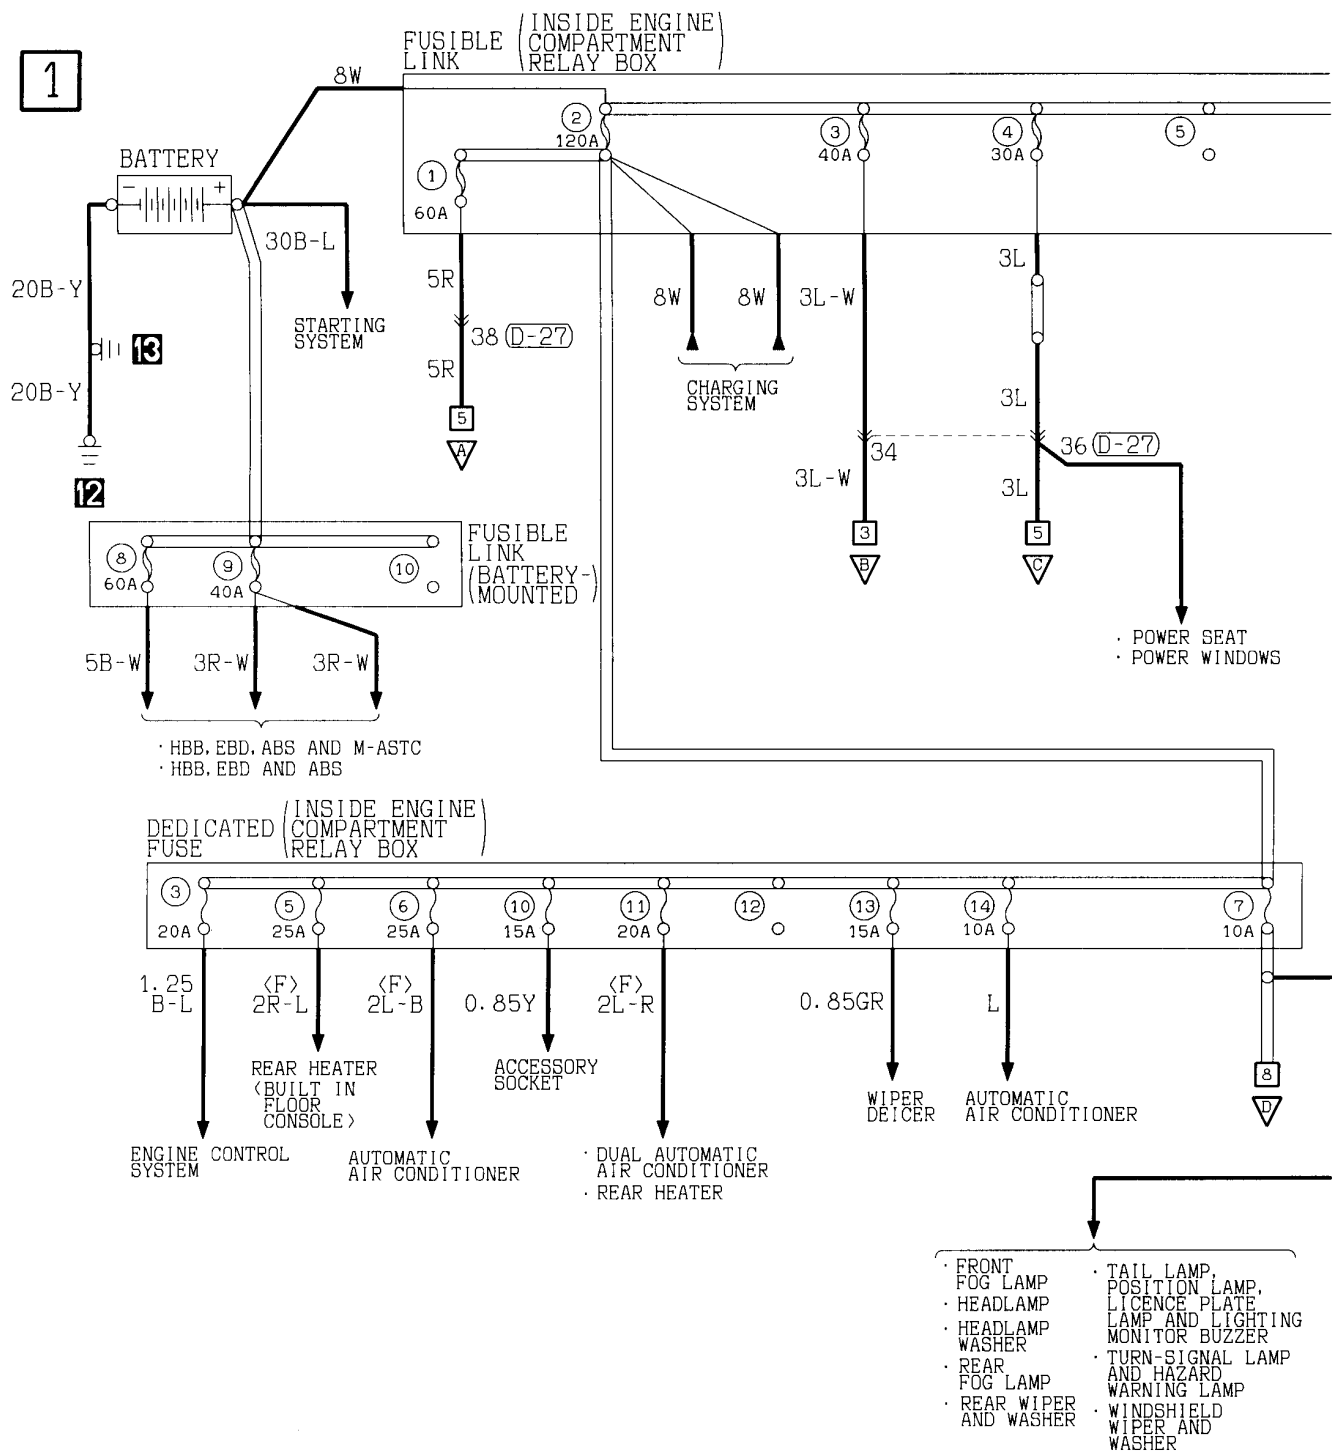 1
FUSIBLE
LINK
(INSIDE ENGINE
COMPARTMENT
RELAY BOX)
8W
BATTERY
-
+
1
60A
2
120A
3
40A
4
30A
5
30B-L
20B-Y
STARTING
SYSTEM
13
20B-Y
12
5R
38 (D-27)
5R
5
A
8W
8W
CHARGING
SYSTEM
3L-W
34
3L-W
3
B
3L
3L
36 (D-27)
3L
5
C
· POWER SEAT
· POWER WINDOWS
FUSIBLE
LINK
(BATTERY-
MOUNTED)
8
60A
9
40A
10
5B-W
3R-W
3R-W
· HBB, EBD, ABS AND M-ASTC
· HBB, EBD AND ABS
DEDICATED
FUSE
(INSIDE ENGINE
COMPARTMENT
RELAY BOX)
3
20A
5
25A
6
25A
10
15A
11
20A
12
13
15A
14
10A
7
10A
1.25
B-L
<F>
2R-L
<F>
2L-B
0.85Y
<F>
2L-R
0.85GR
L
ENGINE CONTROL
SYSTEM
REAR HEATER
<BUILT IN
FLOOR
CONSOLE>
AUTOMATIC
AIR CONDITIONER
ACCESSORY
SOCKET
· DUAL AUTOMATIC
AIR CONDITIONER
· REAR HEATER
WIPER
DEICER
AUTOMATIC
AIR CONDITIONER
8
D
· FRONT
FOG LAMP
· HEADLAMP
· HEADLAMP
WASHER
· REAR
FOG LAMP
· REAR WIPER
AND WASHER
· TAIL LAMP,
POSITION LAMP,
LICENCE PLATE
LAMP AND LIGHTING
MONITOR BUZZER
· TURN-SIGNAL LAMP
AND HAZARD
WARNING LAMP
· WINDSHIELD
WIPER AND
WASHER